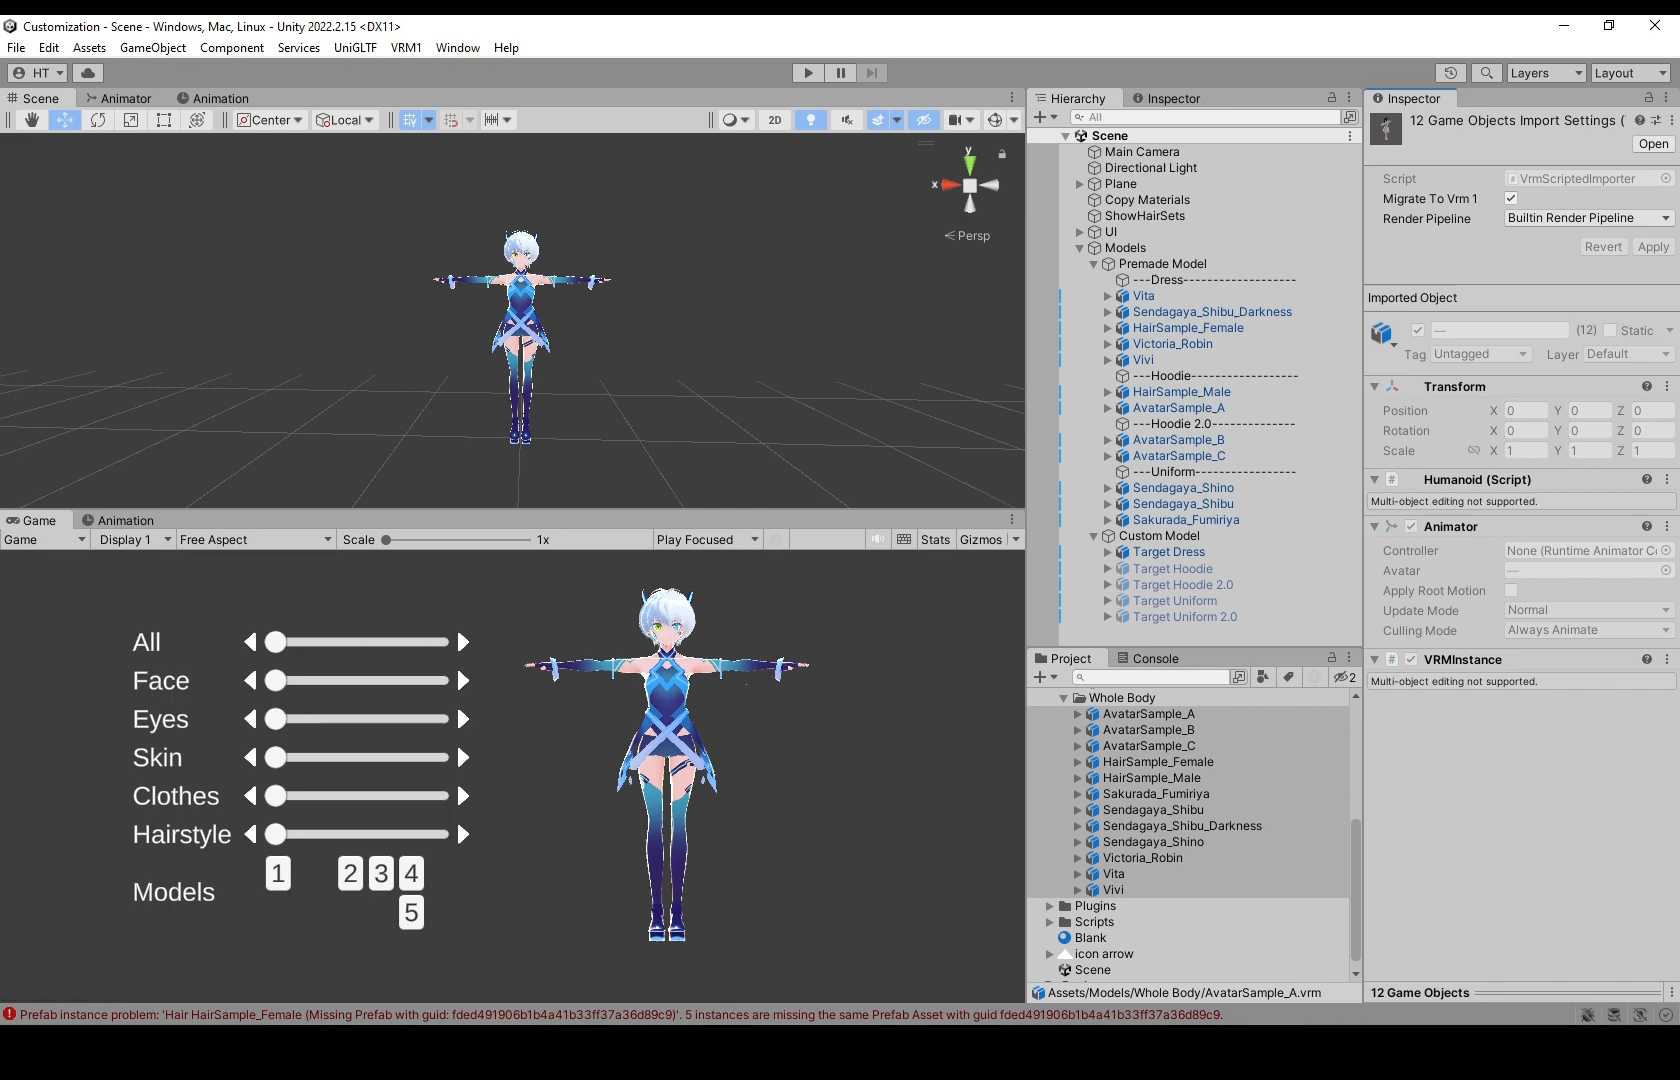 Customization - Scene - Windows, Mac, Linux - Unity 2022.2.15 <DX11>
File Edit Assets GameObject Component Services UniGLTF VRM1 Window Help
HT
Layers Layout
Scene Animator Animation
Center Local 2D
y
x
Persp
Game Animation
Game Display 1 Free Aspect Scale 1x Play Focused Stats Gizmos
All
Face
Eyes
Skin
Clothes
Hairstyle
Models
1 2 3 4
5
Hierarchy Inspector
All
Scene
Main Camera
Directional Light
Plane
Copy Materials
ShowHairSets
UI
Models
Premade Model
---Dress--------------------
Vita
Sendagaya_Shibu_Darkness
HairSample_Female
Victoria_Robin
Vivi
---Hoodie-------------------
HairSample_Male
AvatarSample_A
---Hoodie 2.0---------------
AvatarSample_B
AvatarSample_C
---Uniform------------------
Sendagaya_Shino
Sendagaya_Shibu
Sakurada_Fumiriya
Custom Model
Target Dress
Target Hoodie
Target Hoodie 2.0
Target Uniform
Target Uniform 2.0
Project Console
2
Whole Body
AvatarSample_A
AvatarSample_B
AvatarSample_C
HairSample_Female
HairSample_Male
Sakurada_Fumiriya
Sendagaya_Shibu
Sendagaya_Shibu_Darkness
Sendagaya_Shino
Victoria_Robin
Vita
Vivi
Plugins
Scripts
Blank
icon arrow
Scene
Assets/Models/Whole Body/AvatarSample_A.vrm
Inspector
12 Game Objects Import Settings (
Open
Script VrmScriptedImporter
Migrate To Vrm 1
Render Pipeline Builtin Render Pipeline
Revert Apply
Imported Object
— (12) Static
Tag Untagged Layer Default
Transform
Position X 0 Y 0 Z 0
Rotation X 0 Y 0 Z 0
Scale X 1 Y 1 Z 1
Humanoid (Script)
Multi-object editing not supported.
Animator
Controller None (Runtime Animator C
Avatar —
Apply Root Motion
Update Mode Normal
Culling Mode Always Animate
VRMInstance
Multi-object editing not supported.
12 Game Objects
Prefab instance problem: 'Hair HairSample_Female (Missing Prefab with guid: fded491906b1b4a41b33ff37a36d89c9)'. 5 instances are missing the same Prefab Asset with guid fded491906b1b4a41b33ff37a36d89c9.